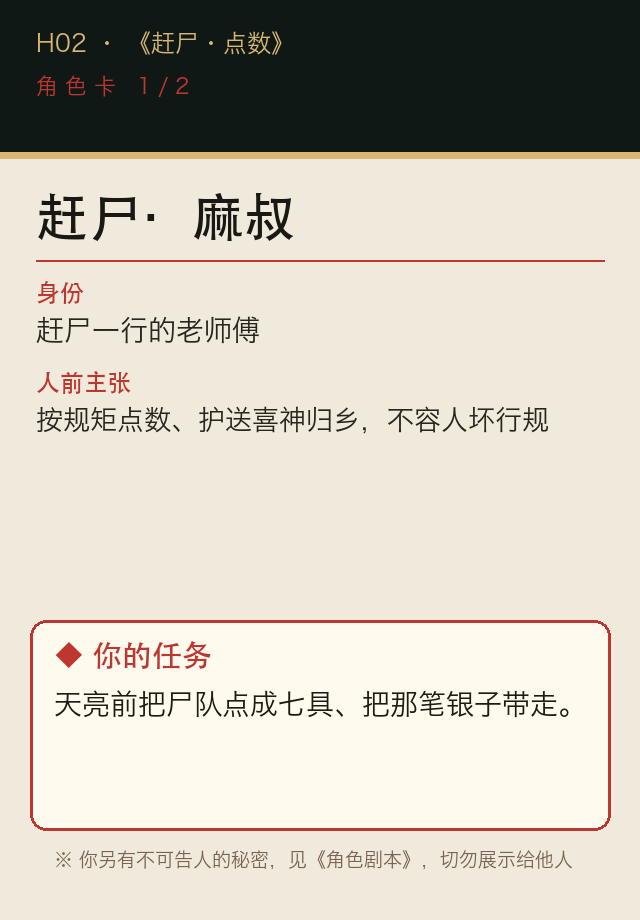 H02 · 《赶尸·点数》
角色卡 1/2
赶尸· 麻叔
身份
赶尸一行的老师傅
人前主张
按规矩点数、护送喜神归乡，不容人坏行规
◆ 你的任务
天亮前把尸队点成七具、把那笔银子带走。
※ 你另有不可告人的秘密，见《角色剧本》，切勿展示给他人